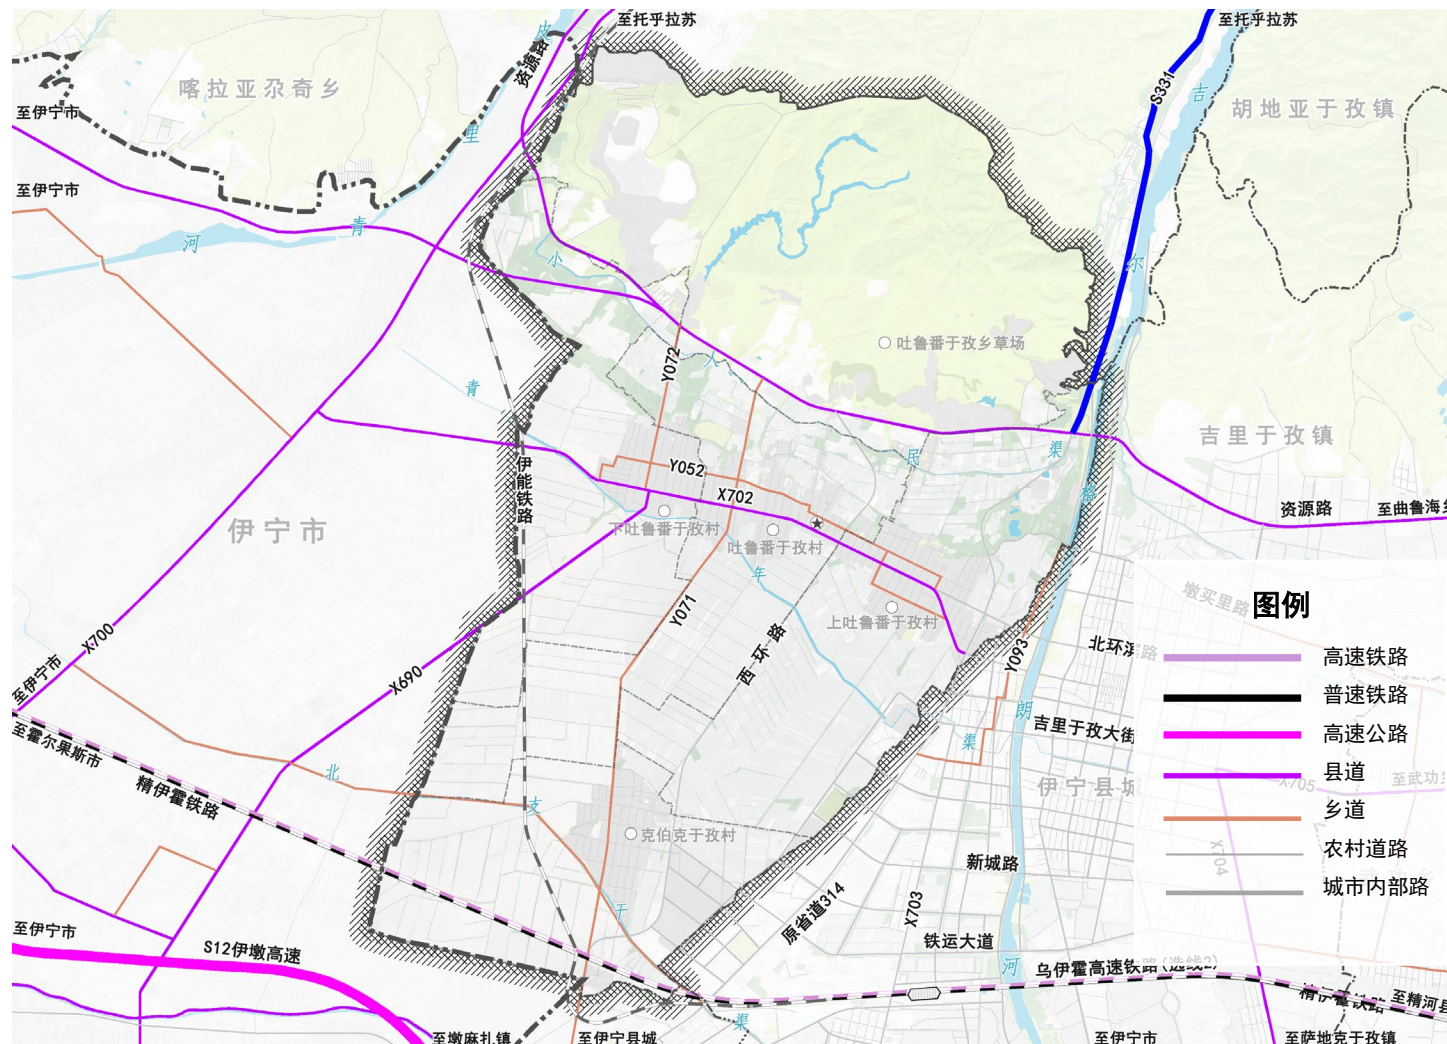 至托乎拉苏
至托乎拉苏
皮
资源路
喀拉亚尕奇乡
S331
吉
胡地亚于孜镇
至伊宁市
里
至伊宁市
青
河
小
尔
吐鲁番于孜乡草场
人
Y072
青
吉里于孜镇
渠
民
Y052
伊能铁路
X702
格
资源路
至曲鲁海乡
下吐鲁番于孜村
吐鲁番于孜村
伊宁市
年
墩买里路
图例
Y071
上吐鲁番于孜村
X700
西环路
Y093
北环滨路
高速铁路
至伊宁市
X690
普速铁路
朗
吉里于孜大街
高速公路
至霍尔果斯市
渠
北
县道
精伊霍铁路
伊宁县城
X705
至武功乡
支
乡道
克伯克于孜村
农村道路
X704
新城路
城市内部路
原省道314
X703
干
至伊宁市
铁运大道
S12伊墩高速
河
乌伊霍高速铁路(选线2)
精伊霍铁路
至精河县
渠
至墩麻扎镇
至伊宁县城
至伊宁市
至萨地克于孜镇